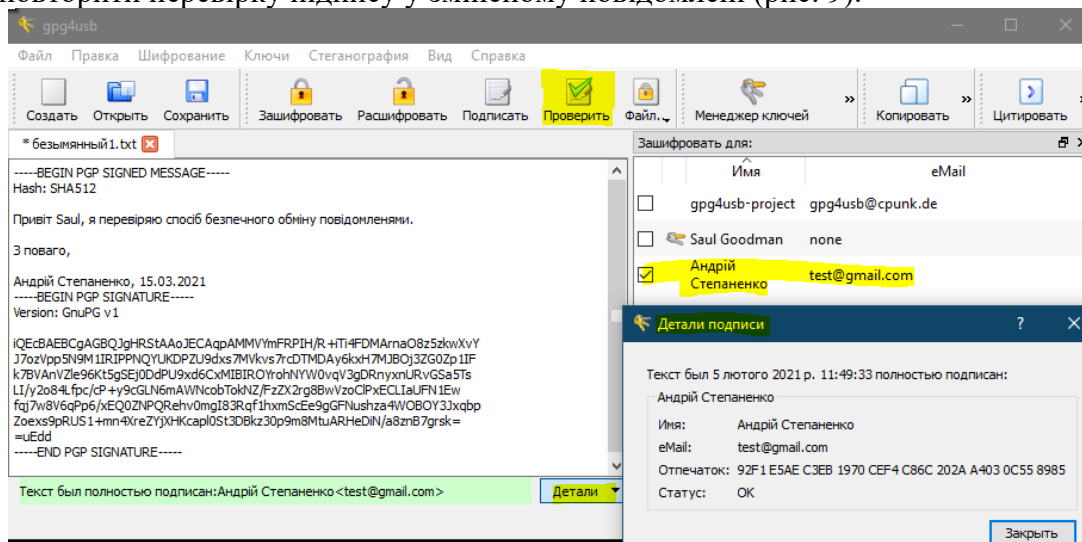 повторити перевірку підпису у зміненому повідомлені (рис. 9).
gpg4usb
Файл Правка Шифрование Ключи Стеганография Вид Справка
Создать Открыть Сохранить Зашифровать Расшифровать Подписать Проверить Файл... Менеджер ключей » Копировать » Цитировать
* безымянный1.txt
Зашифровать для:
Имя eMail
gpg4usb-project gpg4usb@cpunk.de
Saul Goodman none
Андрій Степаненко test@gmail.com
-----BEGIN PGP SIGNED MESSAGE-----
Hash: SHA512
Привіт Saul, я перевіряю спосіб безпечного обміну повідомленями.
З поваго,
Андрій Степаненко, 15.03.2021
-----BEGIN PGP SIGNATURE-----
Version: GnuPG v1
iQEcBAEBCgAGBQJgHRStAAoJECAqpAMMVYmFRPIH/R+iTi4FDMArnaO8z5zkwXvY
J7ozVpp5N9M1IRIPPNQYUKDPZU9dxs7MVkvs7rcDTMDAy6kxH7MJBOj3ZG0Zp1IF
k7BVAnVZle96Kt5gSEj0DdPU9xd6CxMIBIROYrohNYW0vqV3gDRnyxnURvGSa5Ts
LI/y2o84Lfpc/cP+y9cGLN6mAWNcobTokNZ/FzZX2rg8BwVzoClPxECLIaUFN1Ew
fqj7w8V6qPp6/xEQ0ZNPQRehv0mgI83Rqf1hxmScEe9gGFNushza4WOBOY3Jxqbp
Zoexs9pRUS1+mn4XreZYjXHKcapl0St3DBkz30p9m8MtuARHeDiN/a8znB7grsk=
=uEdd
-----END PGP SIGNATURE-----
Текст был полностью подписан:Андрій Степаненко<test@gmail.com>
Детали
Детали подписи ?
Текст был 5 лютого 2021 р. 11:49:33 полностью подписан:
Андрій Степаненко
Имя: Андрій Степаненко
eMail: test@gmail.com
Отпечаток: 92F1 E5AE C3EB 1970 CEF4 C86C 202A A403 0C55 8985
Статус: OK
Закрыть